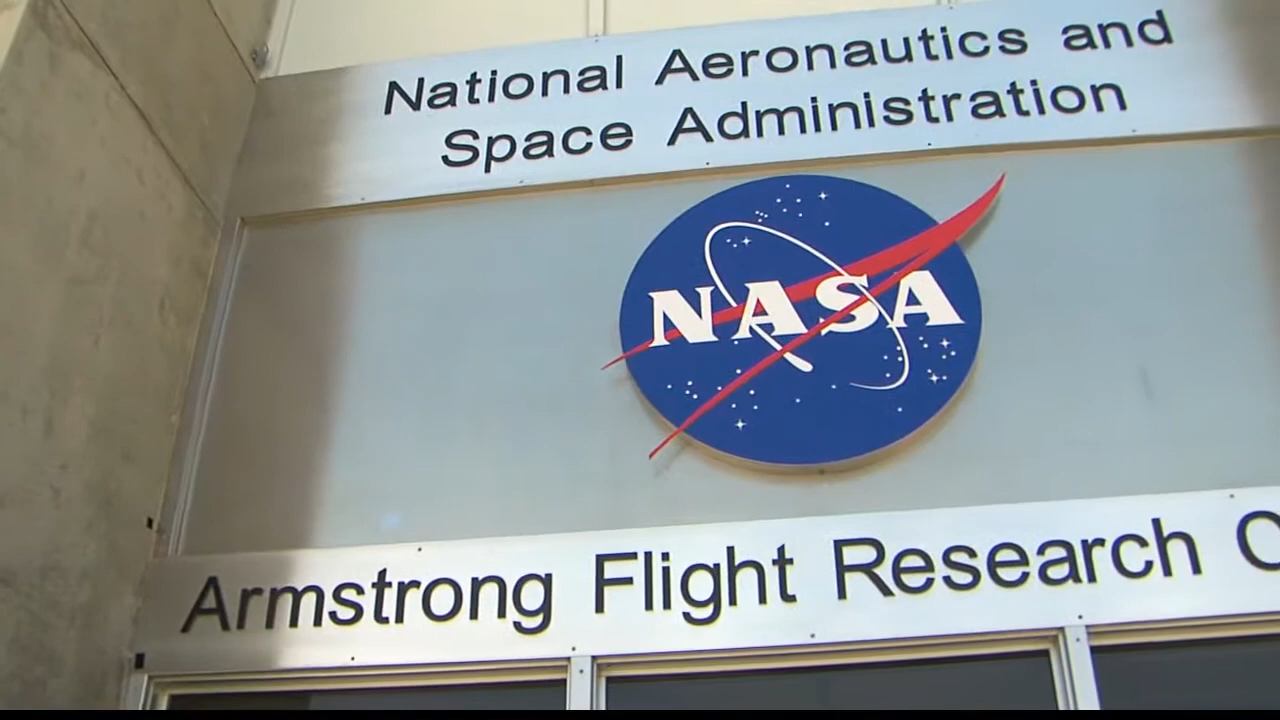 National Aeronautics and
Space Administration
NASA
Armstrong Flight Research C